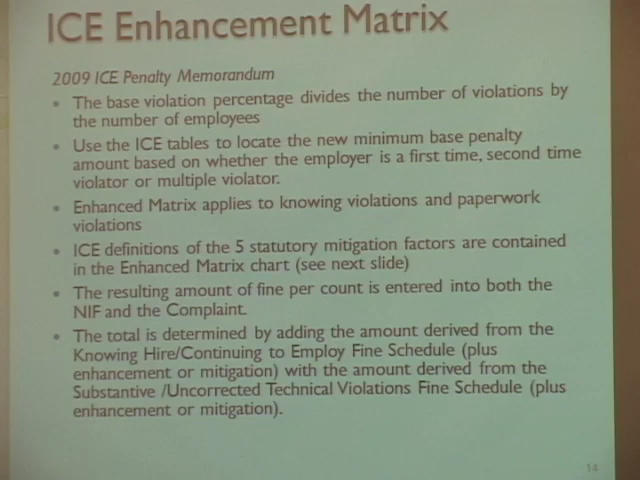 ICE Enhancement Matrix
2009 ICE Penalty Memorandum
• The base violation percentage divides the number of violations by
the number of employees
• Use the ICE tables to locate the new minimum base penalty
amount based on whether the employer is a first time, second time
violator or multiple violator.
• Enhanced Matrix applies to knowing violations and paperwork
violations
• ICE definitions of the 5 statutory mitigation factors are contained
in the Enhanced Matrix chart (see next slide)
• The resulting amount of fine per count is entered into both the
NIF and the Complaint.
• The total is determined by adding the amount derived from the
Knowing Hire/Continuing to Employ Fine Schedule (plus
enhancement or mitigation) with the amount derived from the
Substantive /Uncorrected Technical Violations Fine Schedule (plus
enhancement or mitigation).
14